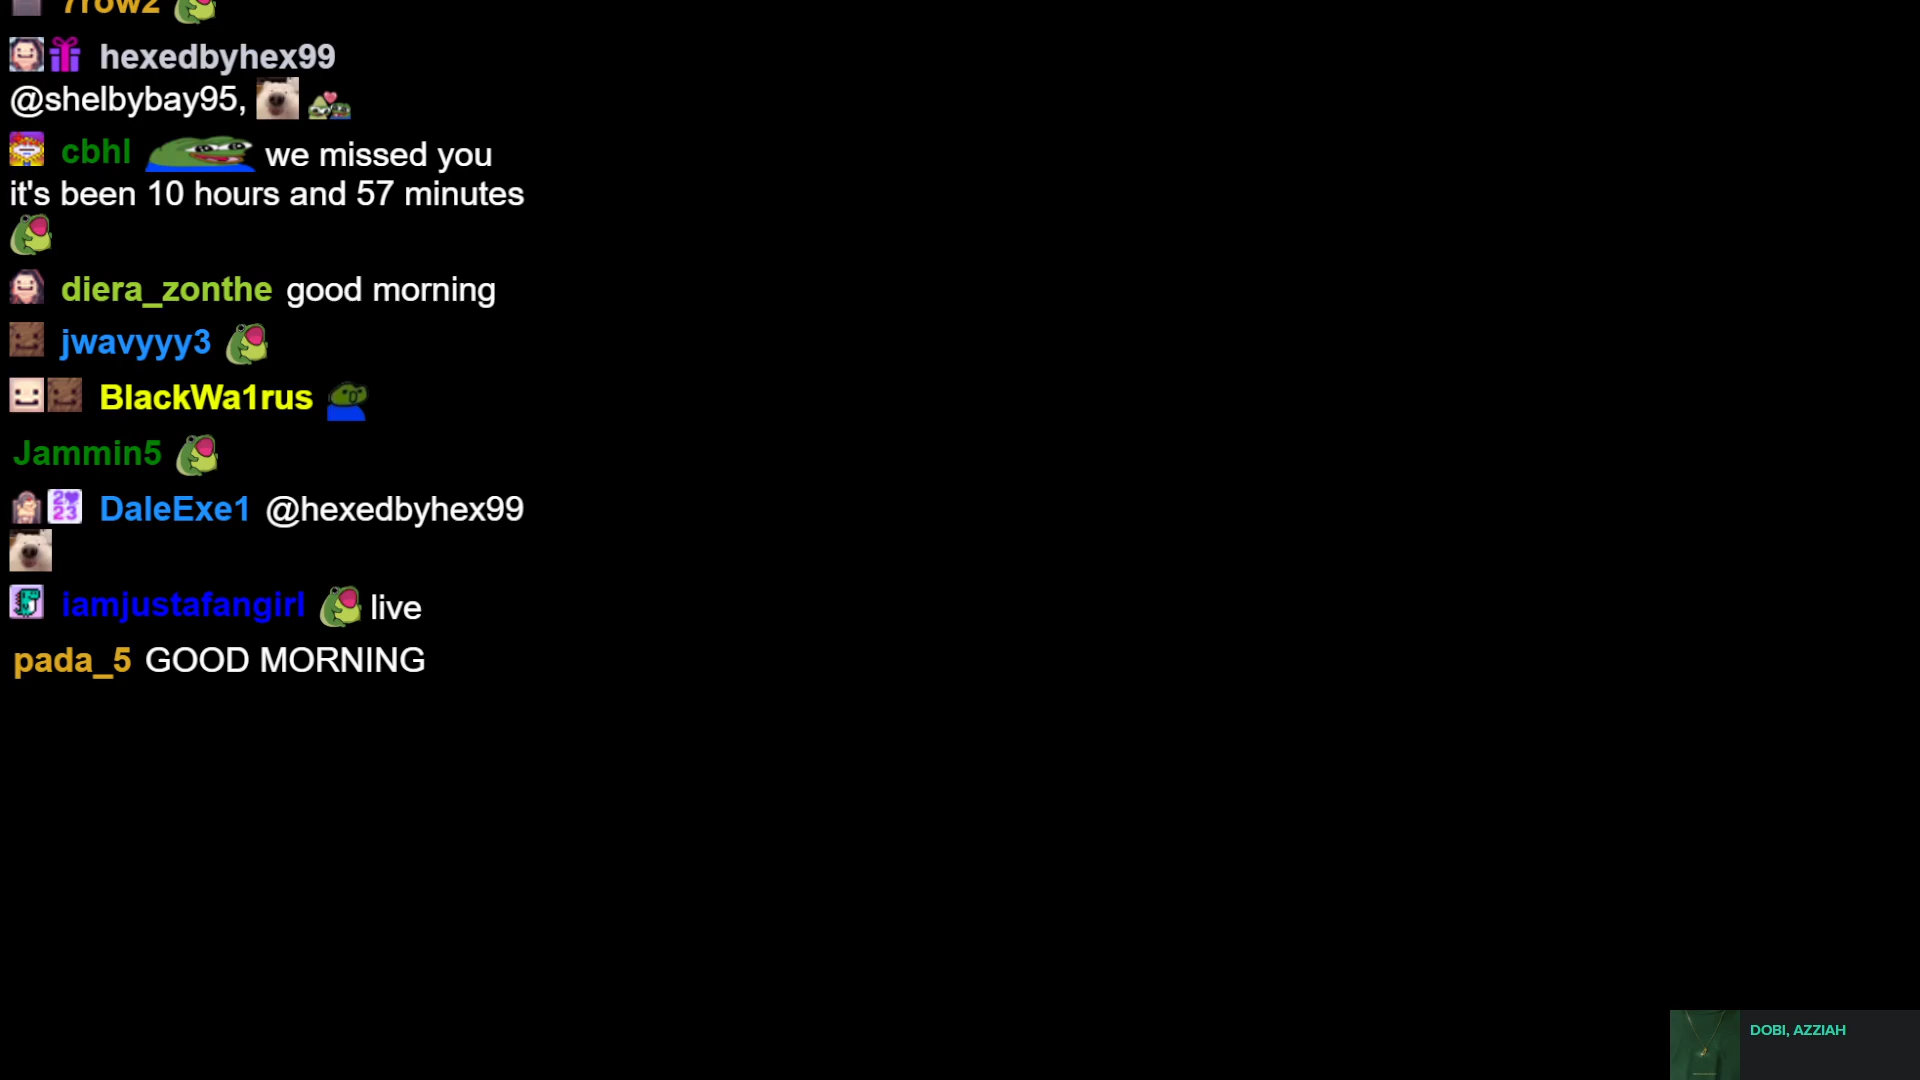 7row2
hexedbyhex99
@shelbybay95,
cbhl we missed you
it's been 10 hours and 57 minutes
diera_zonthe good morning
jwavyyy3
BlackWa1rus
Jammin5
DaleExe1 @hexedbyhex99
iamjustafangirl live
pada_5 GOOD MORNING
DOBI, AZZIAH